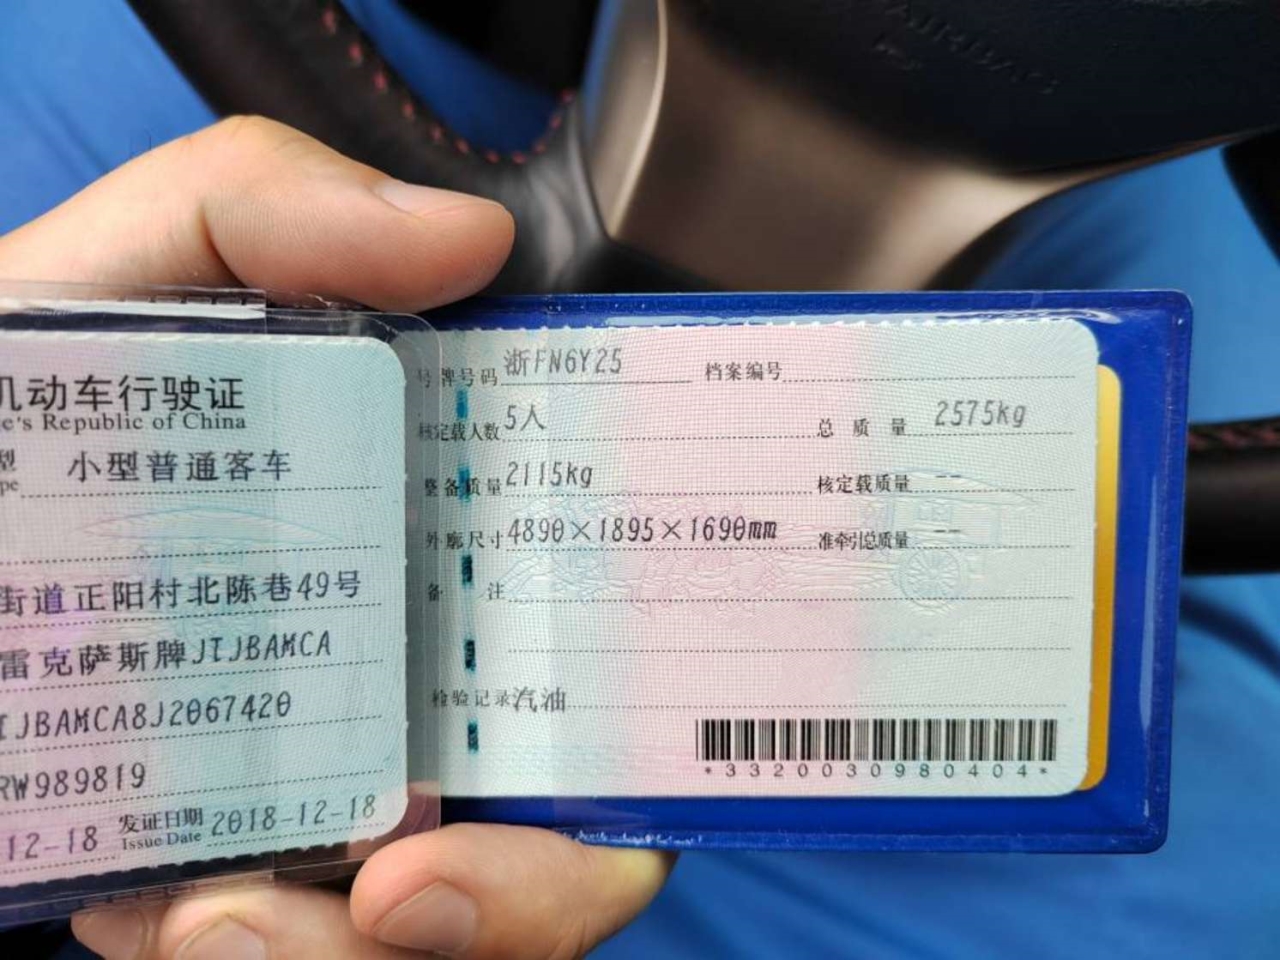 AIRBAG
机动车行驶证
e's Republic of China
型 小型普通客车
pe
街道正阳村北陈巷49号
雷克萨斯牌JTJBAMCA
TJBAMCA8J2067420
RW989819
12-18 发证日期 2018-12-18
Issue Date
号牌号码 浙FN6Y25 档案编号
核定载人数 5人 总质量 2575kg
整备质量 2115kg 核定载质量 --
外廓尺寸 4890×1895×1690mm 准牵引总质量 --
备注
检验记录 汽油
*3320030980404*